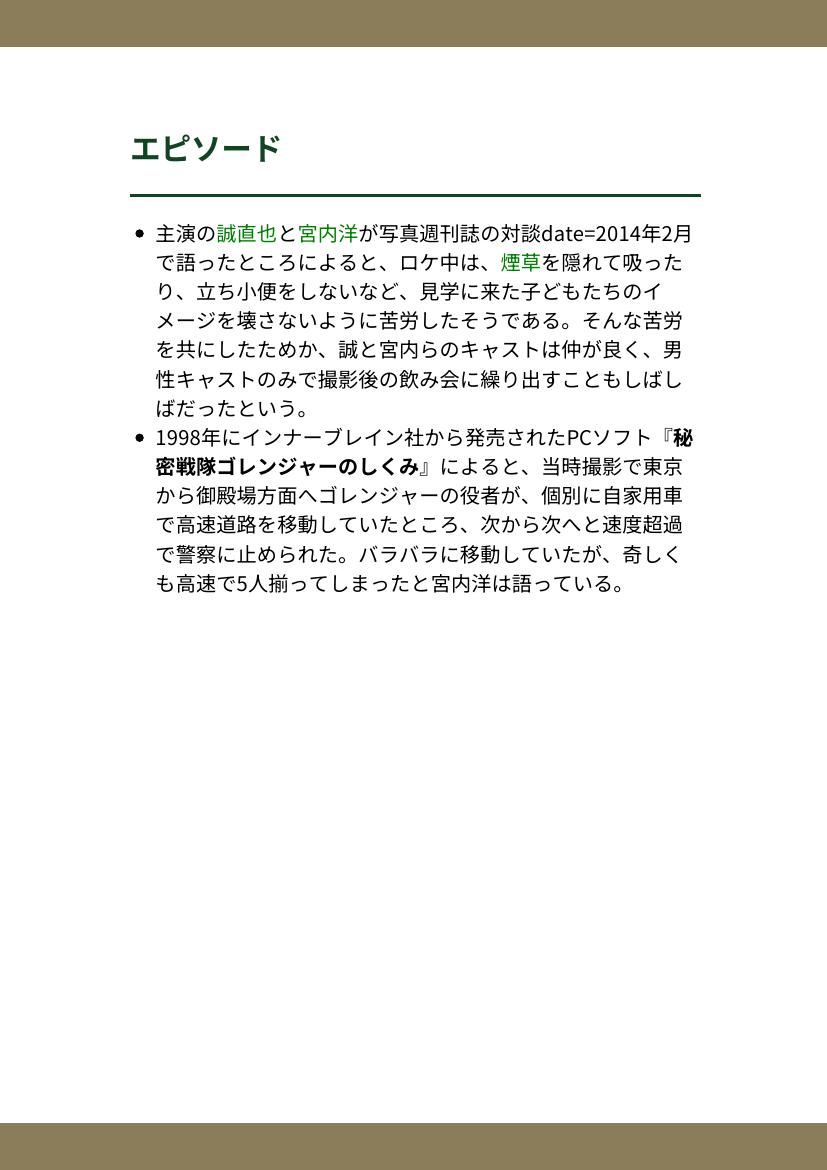 エピソード
主演の誠直也と宮内洋が写真週刊誌の対談date=2014年2月
で語ったところによると、ロケ中は、煙草を隠れて吸った
り、立ち小便をしないなど、見学に来た子どもたちのイ
メージを壊さないように苦労したそうである。そんな苦労
を共にしたためか、誠と宮内らのキャストは仲が良く、男
性キャストのみで撮影後の飲み会に繰り出すこともしばし
ばだったという。
1998年にインナーブレイン社から発売されたPCソフト『秘
密戦隊ゴレンジャーのしくみ』によると、当時撮影で東京
から御殿場方面へゴレンジャーの役者が、個別に自家用車
で高速道路を移動していたところ、次から次へと速度超過
で警察に止められた。バラバラに移動していたが、奇しく
も高速で5人揃ってしまったと宮内洋は語っている。